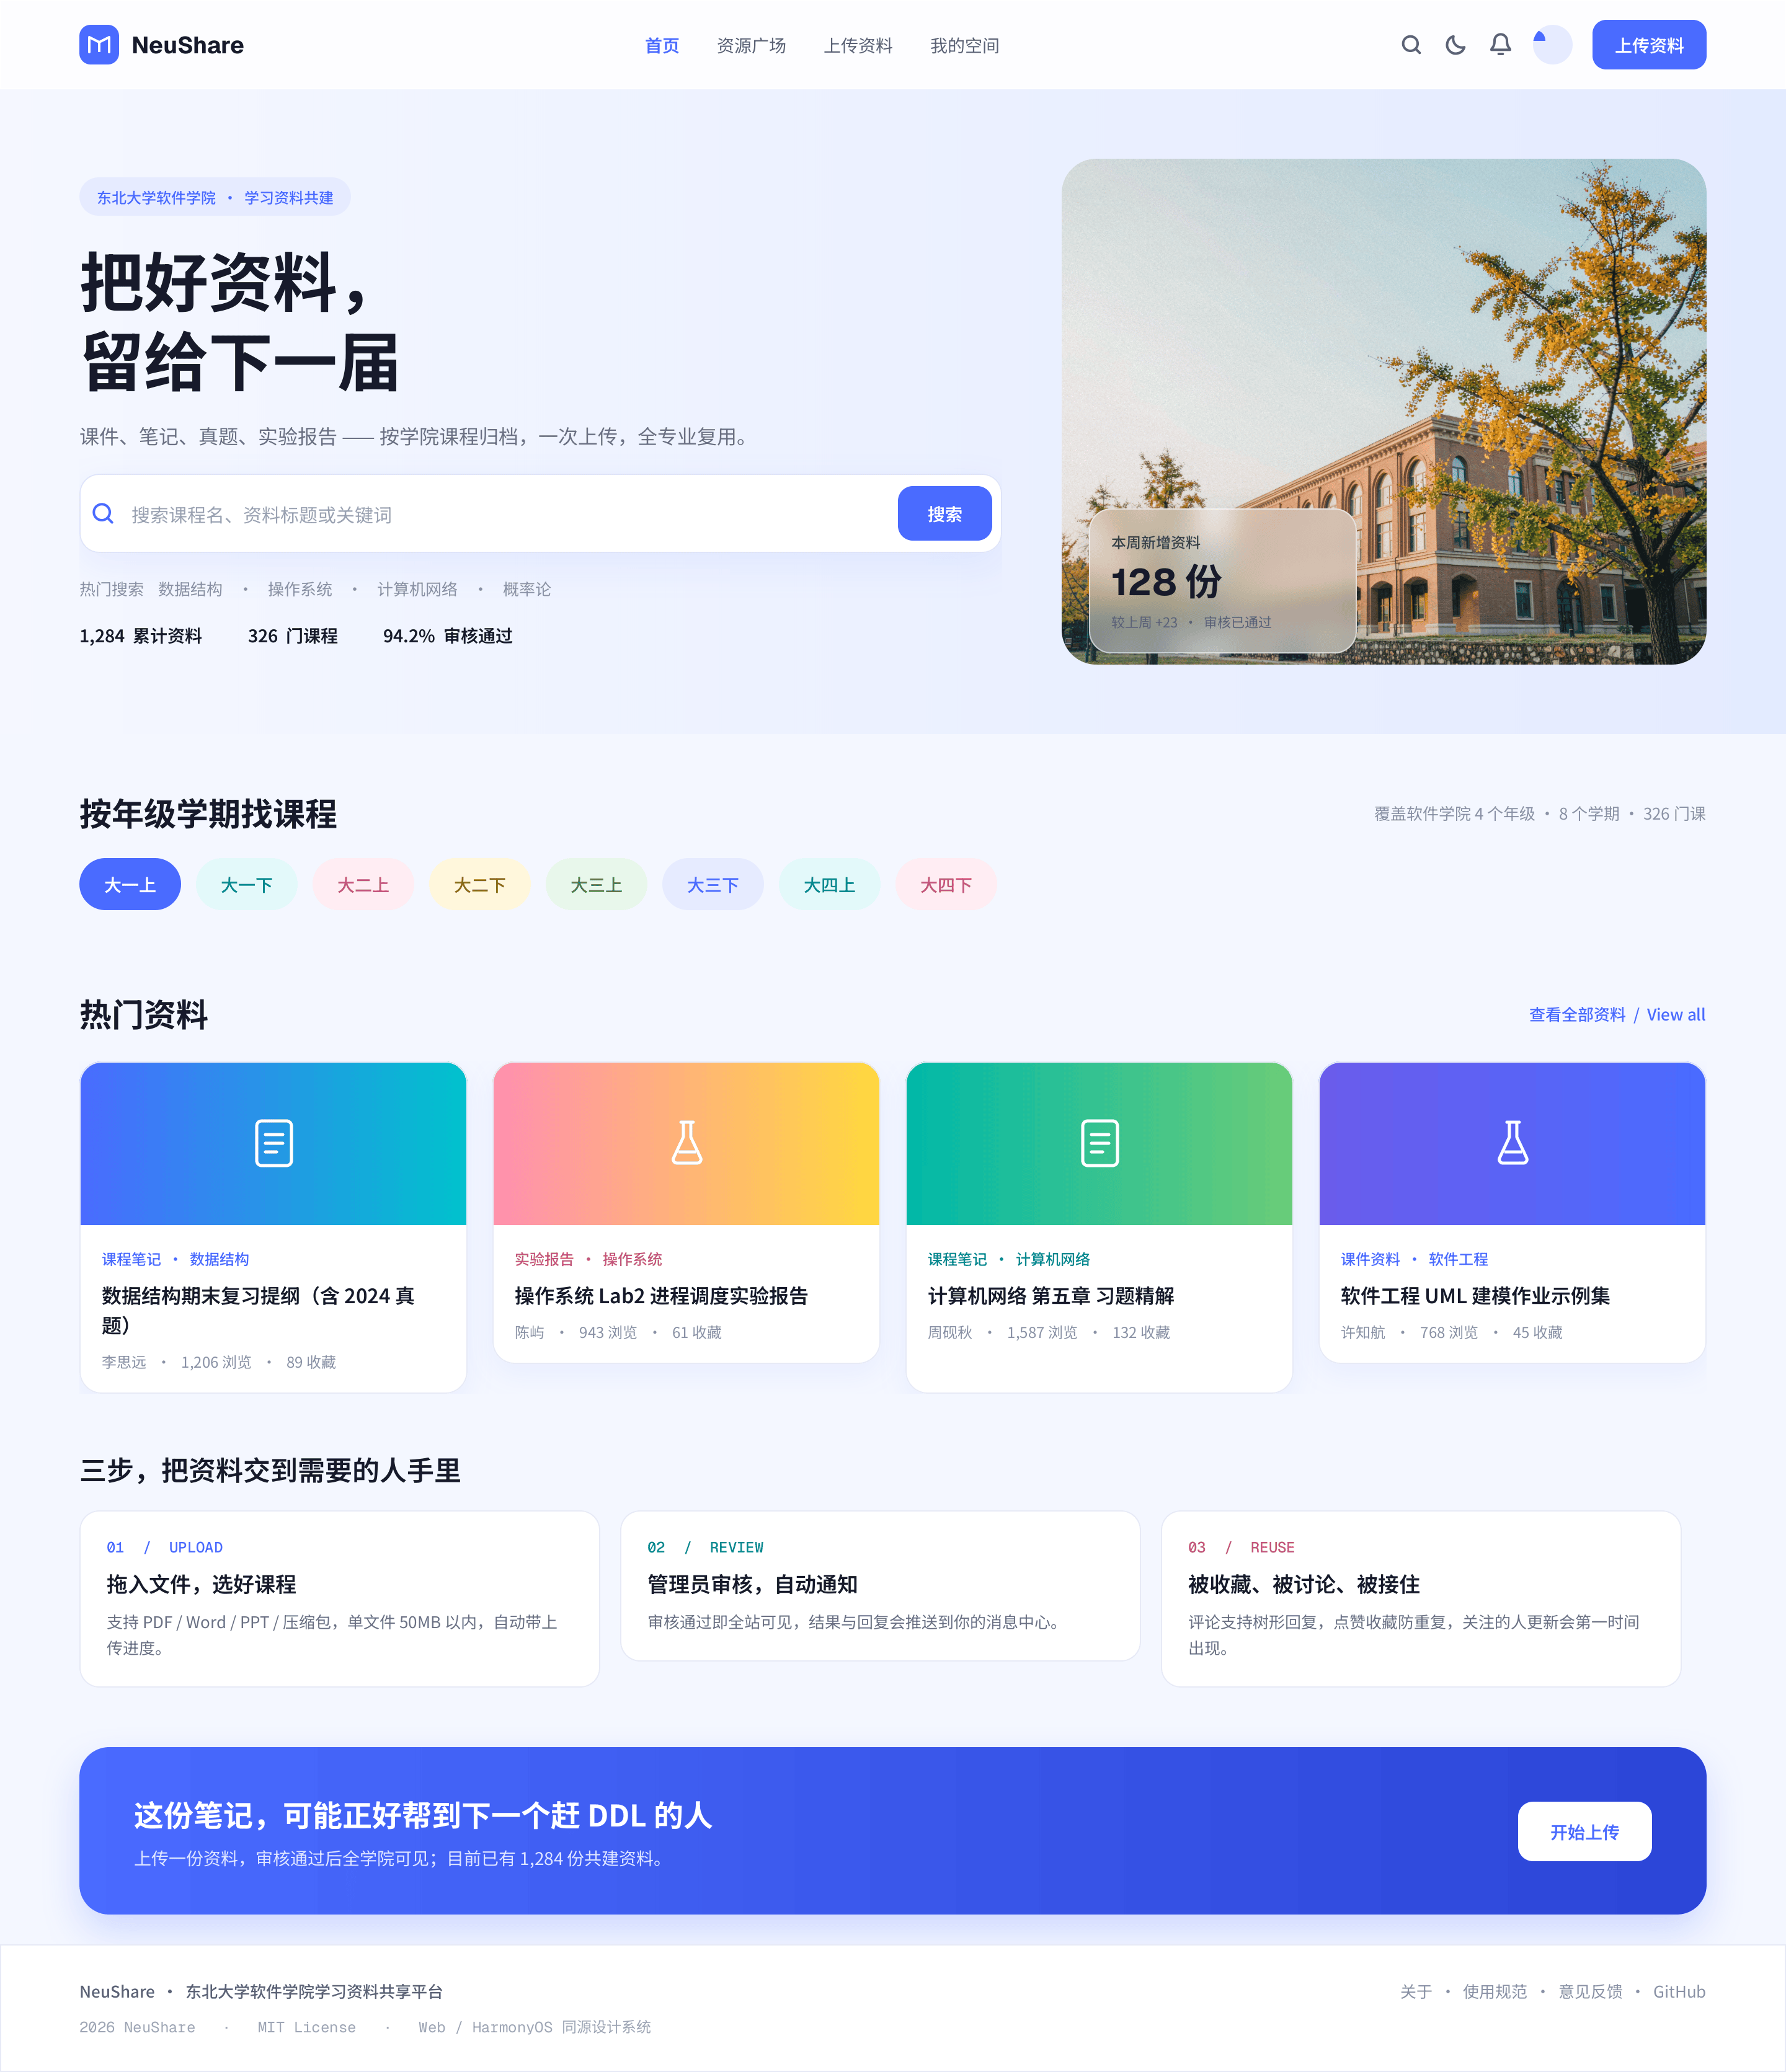 NeuShare
首页 资源广场 上传资料 我的空间
上传资料
东北大学软件学院 • 学习资料共建
把好资料，
留给下一届
课件、笔记、真题、实验报告 —— 按学院课程归档，一次上传，全专业复用。
搜索课程名、资料标题或关键词
搜索
热门搜索 数据结构 • 操作系统 • 计算机网络 • 概率论
1,284 累计资料 326 门课程 94.2% 审核通过
本周新增资料
128 份
较上周 +23 • 审核已通过
按年级学期找课程
覆盖软件学院 4 个年级 • 8 个学期 • 326 门课
大一上 大一下 大二上 大二下 大三上 大三下 大四上 大四下
热门资料
查看全部资料 / View all
课程笔记 • 数据结构
数据结构期末复习提纲（含 2024 真
题）
李思远 • 1,206 浏览 • 89 收藏
实验报告 • 操作系统
操作系统 Lab2 进程调度实验报告
陈屿 • 943 浏览 • 61 收藏
课程笔记 • 计算机网络
计算机网络 第五章 习题精解
周砚秋 • 1,587 浏览 • 132 收藏
课件资料 • 软件工程
软件工程 UML 建模作业示例集
许知航 • 768 浏览 • 45 收藏
三步，把资料交到需要的人手里
01 / UPLOAD
拖入文件，选好课程
支持 PDF / Word / PPT / 压缩包，单文件 50MB 以内，自动带上
传进度。
02 / REVIEW
管理员审核，自动通知
审核通过即全站可见，结果与回复会推送到你的消息中心。
03 / REUSE
被收藏、被讨论、被接住
评论支持树形回复，点赞收藏防重复，关注的人更新会第一时间
出现。
这份笔记，可能正好帮到下一个赶 DDL 的人
上传一份资料，审核通过后全学院可见；目前已有 1,284 份共建资料。
开始上传
NeuShare • 东北大学软件学院学习资料共享平台
关于 • 使用规范 • 意见反馈 • GitHub
2026 NeuShare · MIT License · Web / HarmonyOS 同源设计系统